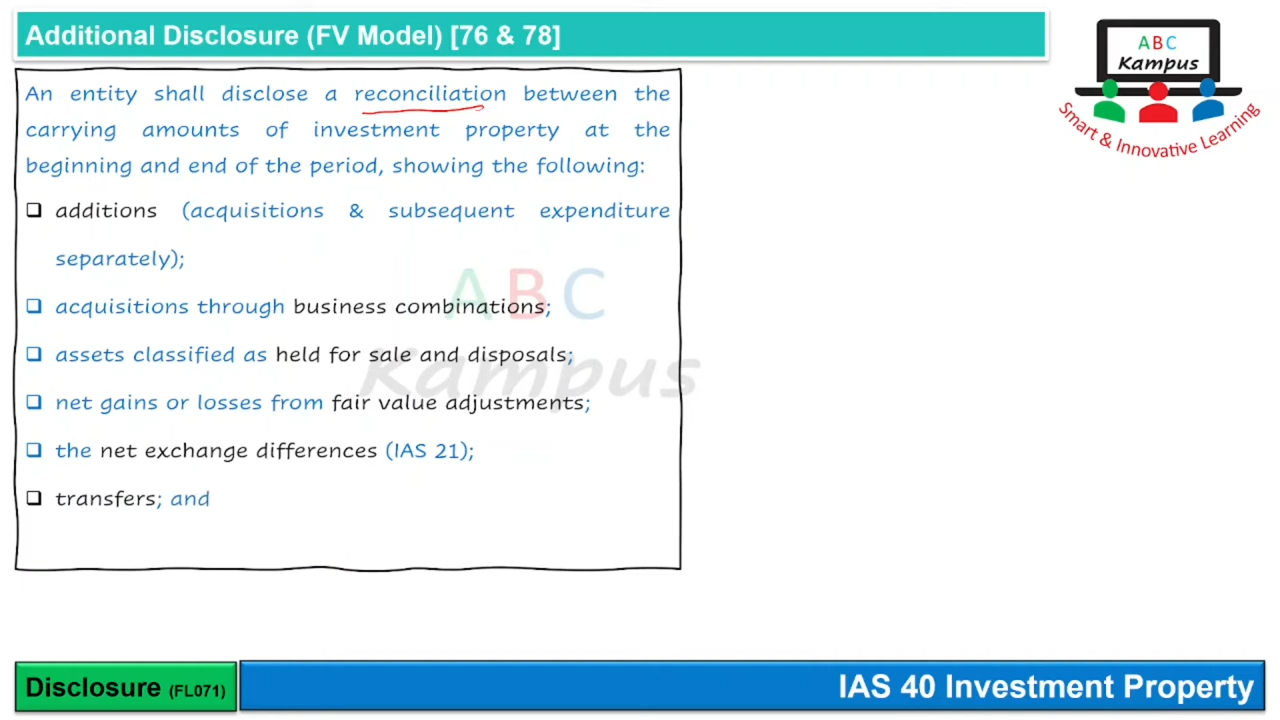 Additional Disclosure (FV Model) [76 & 78]
ABC
Kampus
Smart & Innovative Learning
An entity shall disclose a reconciliation between the
carrying amounts of investment property at the
beginning and end of the period, showing the following:
❑ additions (acquisitions & subsequent expenditure
separately);
❑ acquisitions through business combinations;
❑ assets classified as held for sale and disposals;
❑ net gains or losses from fair value adjustments;
❑ the net exchange differences (IAS 21);
❑ transfers; and
ABC
Kampus
Disclosure (FL071)
IAS 40 Investment Property